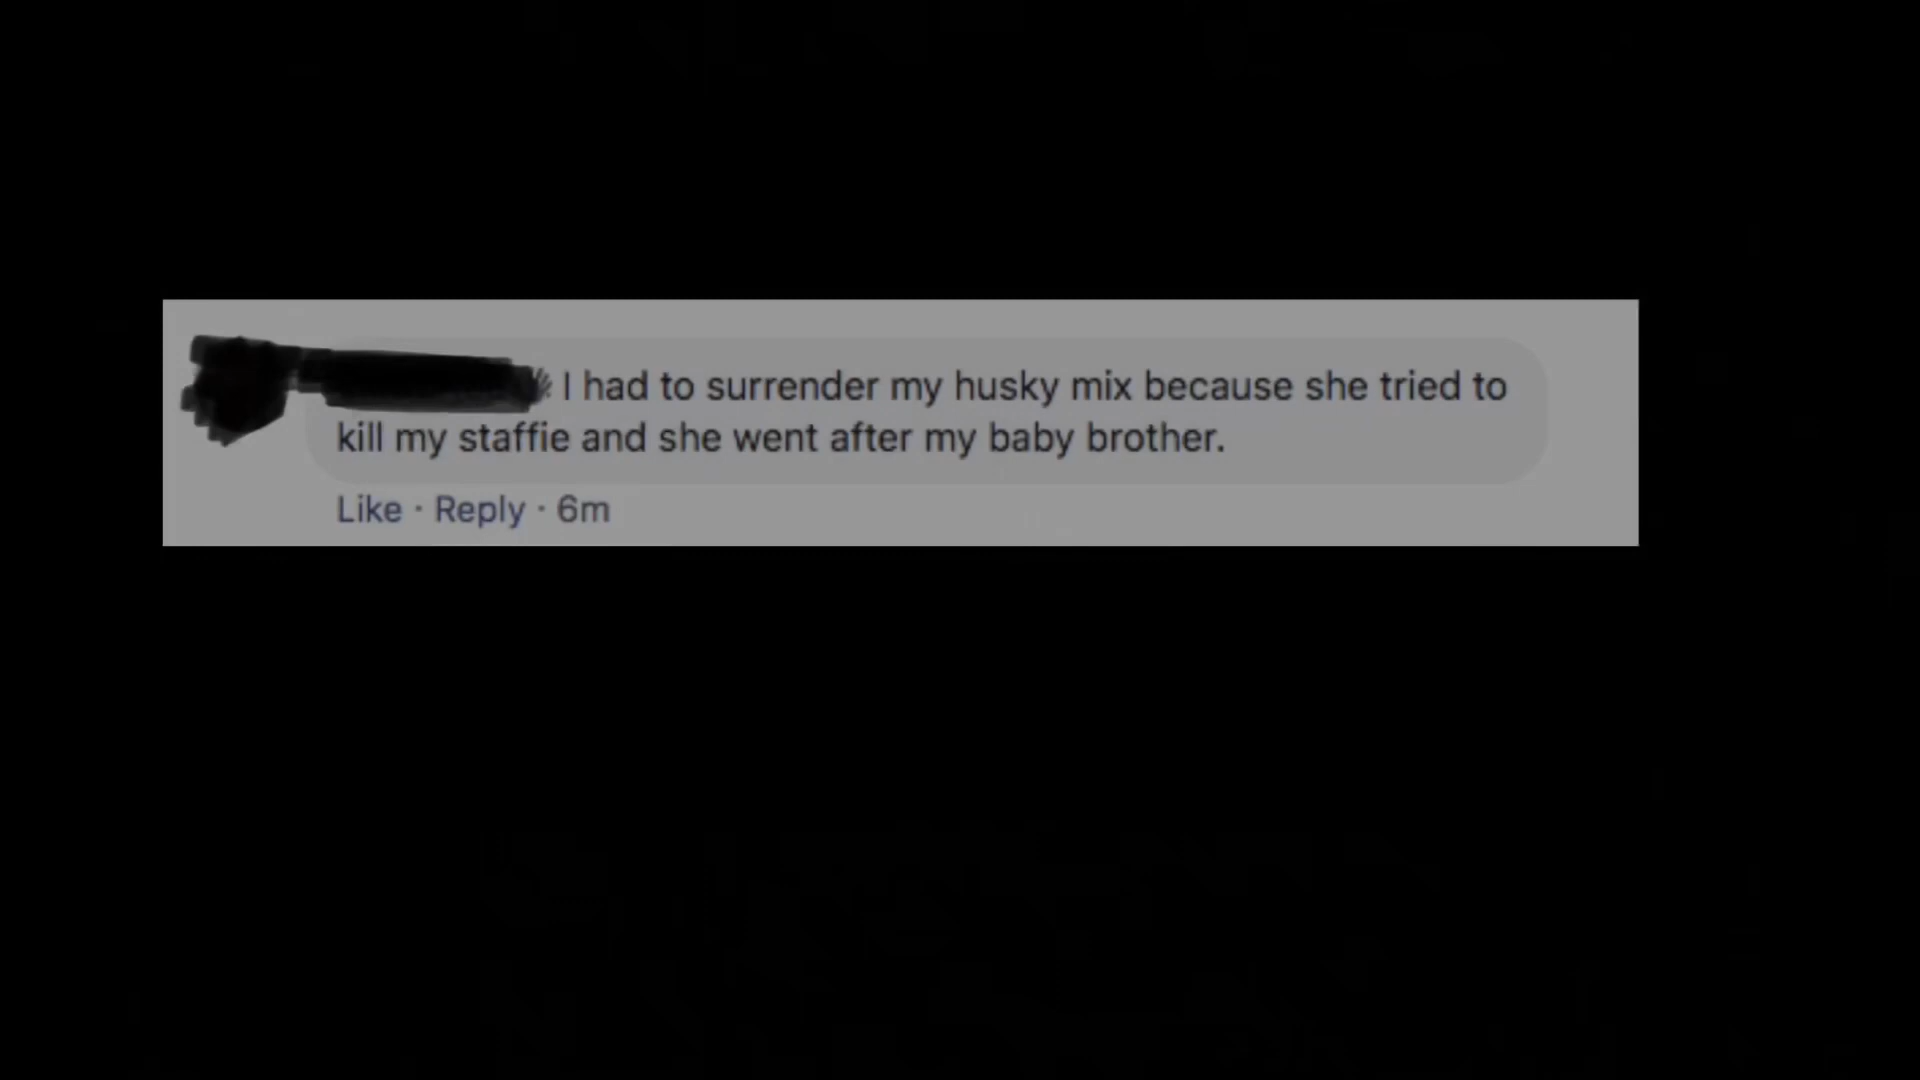 I had to surrender my husky mix because she tried to
kill my staffie and she went after my baby brother.
Like · Reply · 6m